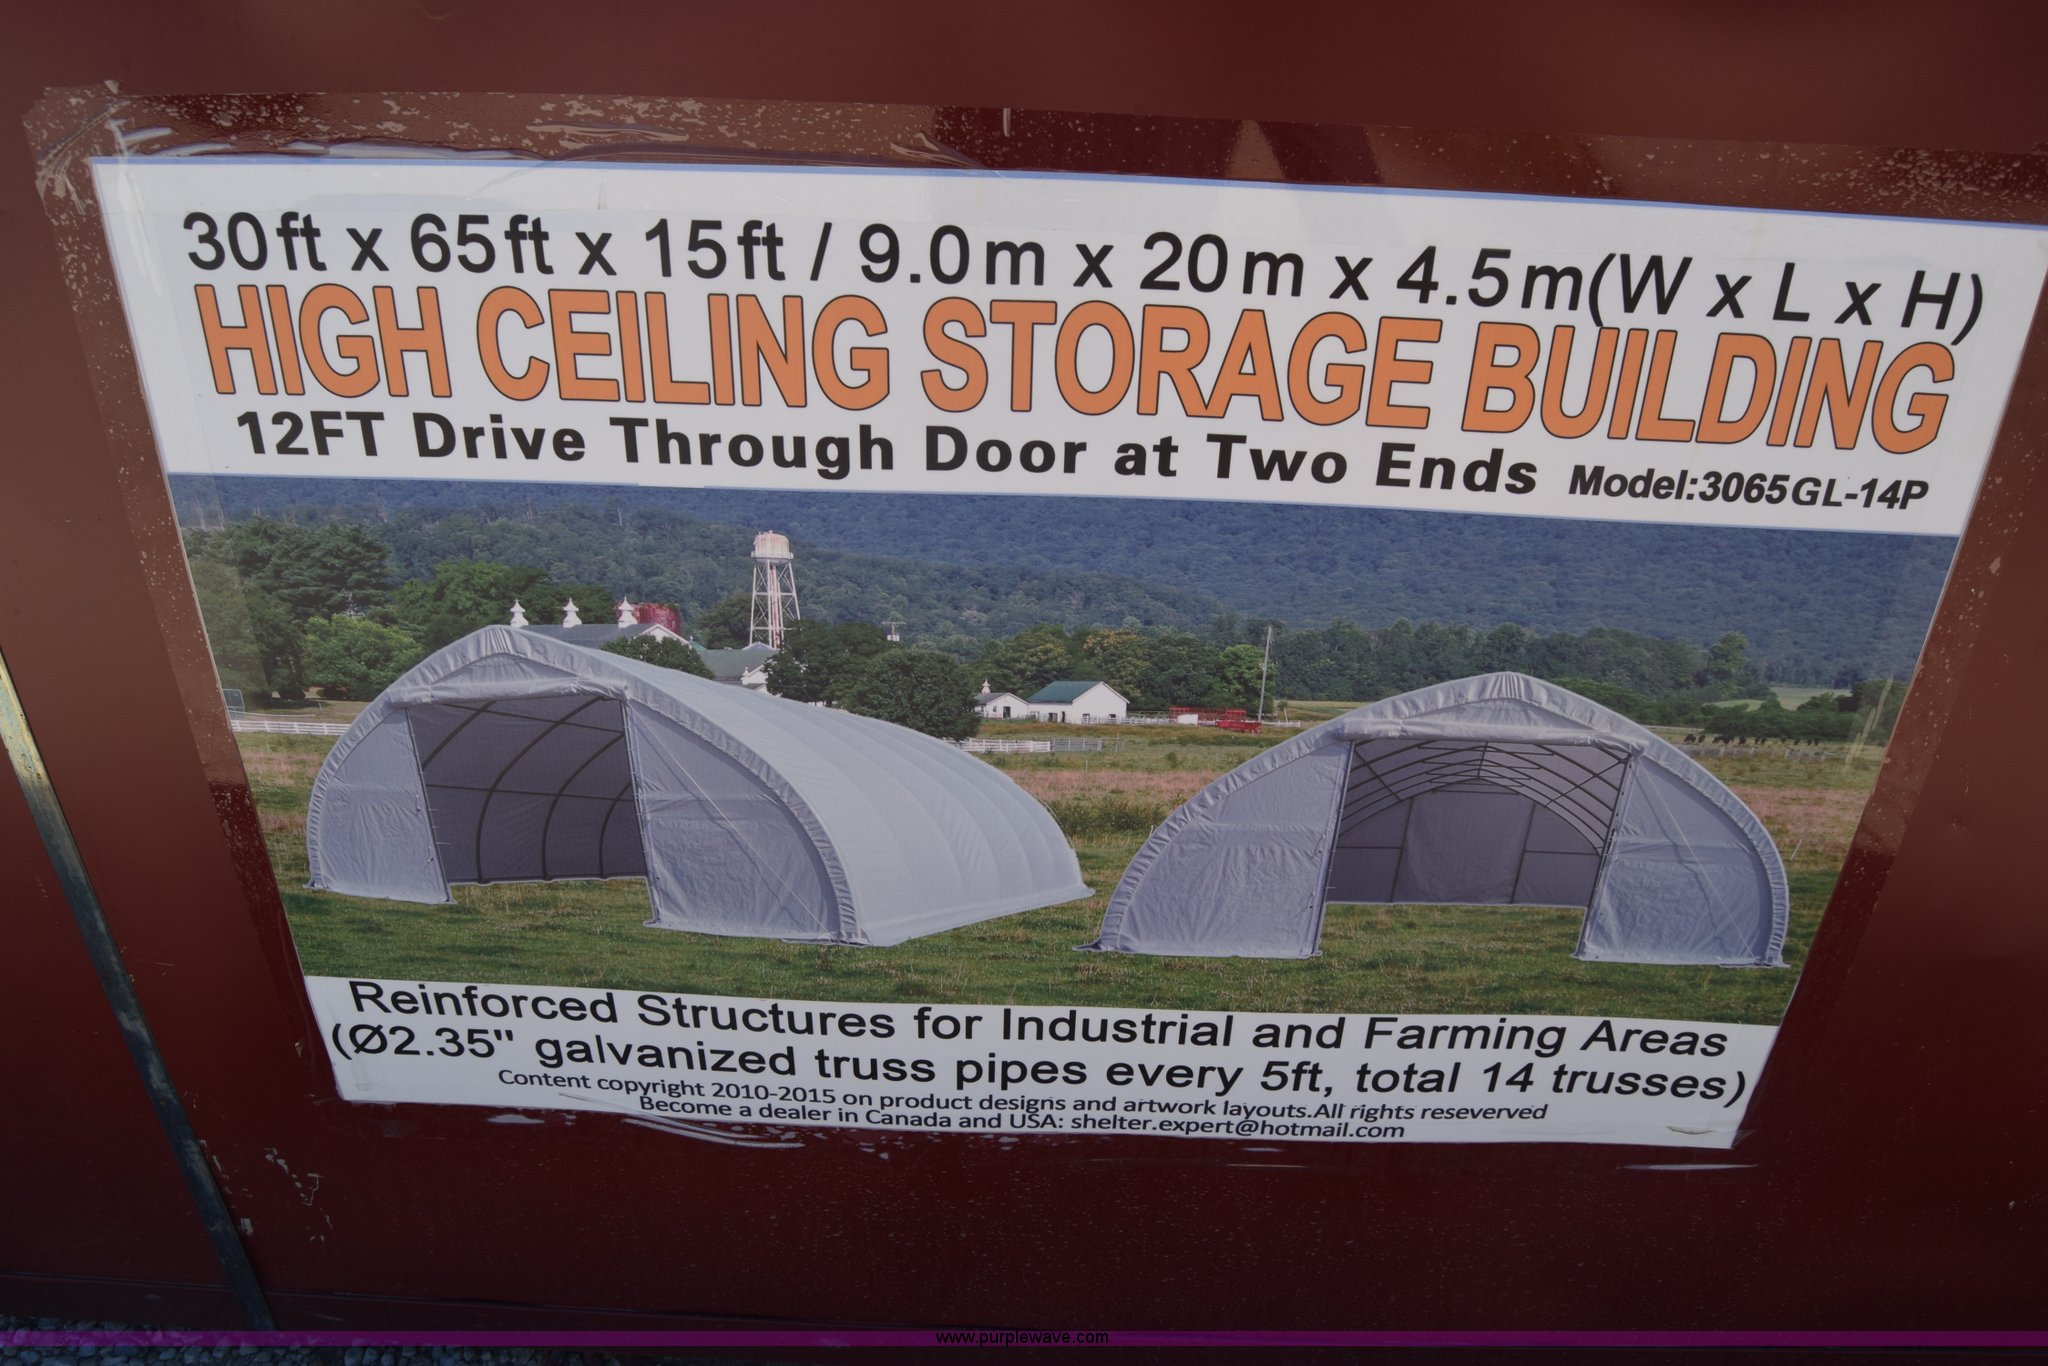 30ft x 65ft x 15ft / 9.0m x 20m x 4.5m(W x L x H)
HIGH CEILING STORAGE BUILDING
12FT Drive Through Door at Two Ends Model:3065GL-14P
Reinforced Structures for Industrial and Farming Areas
(Ø2.35" galvanized truss pipes every 5ft, total 14 trusses)
Content copyright 2010-2015 on product designs and artwork layouts.All rights reseverved
Become a dealer in Canada and USA: shelter.expert@hotmail.com
www.purplewave.com